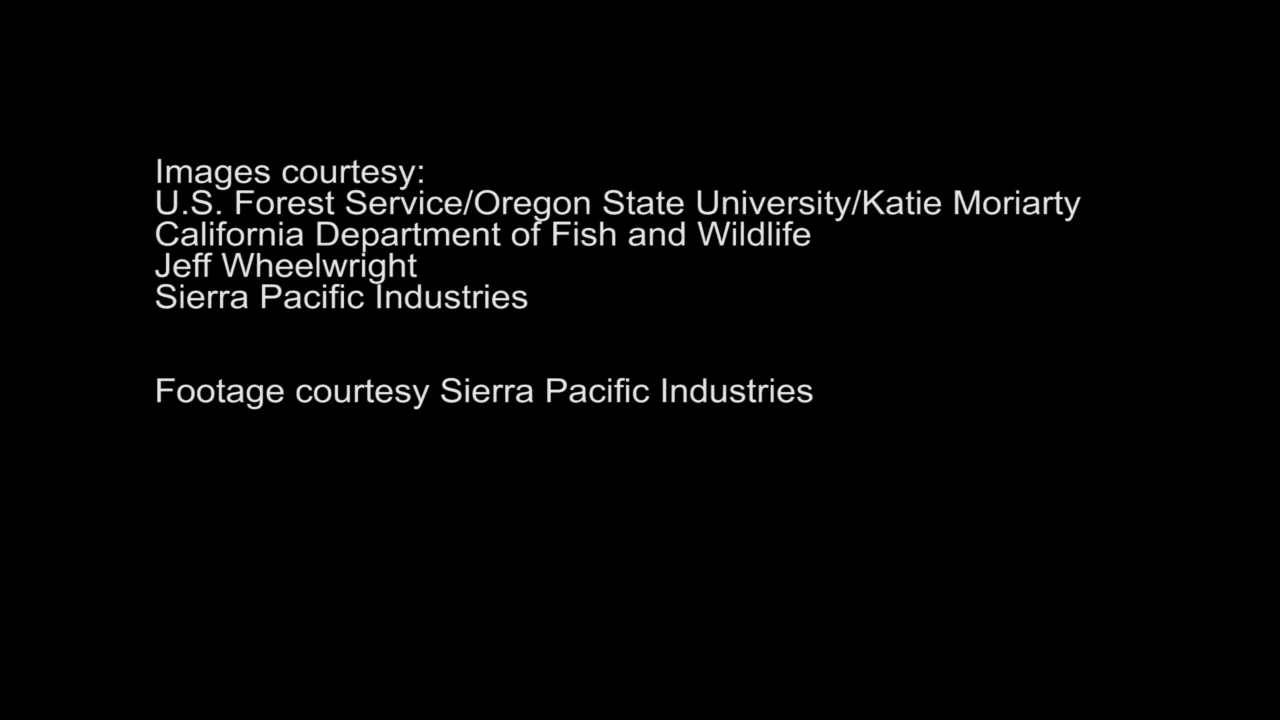 Images courtesy:
U.S. Forest Service/Oregon State University/Katie Moriarty
California Department of Fish and Wildlife
Jeff Wheelwright
Sierra Pacific Industries
Footage courtesy Sierra Pacific Industries